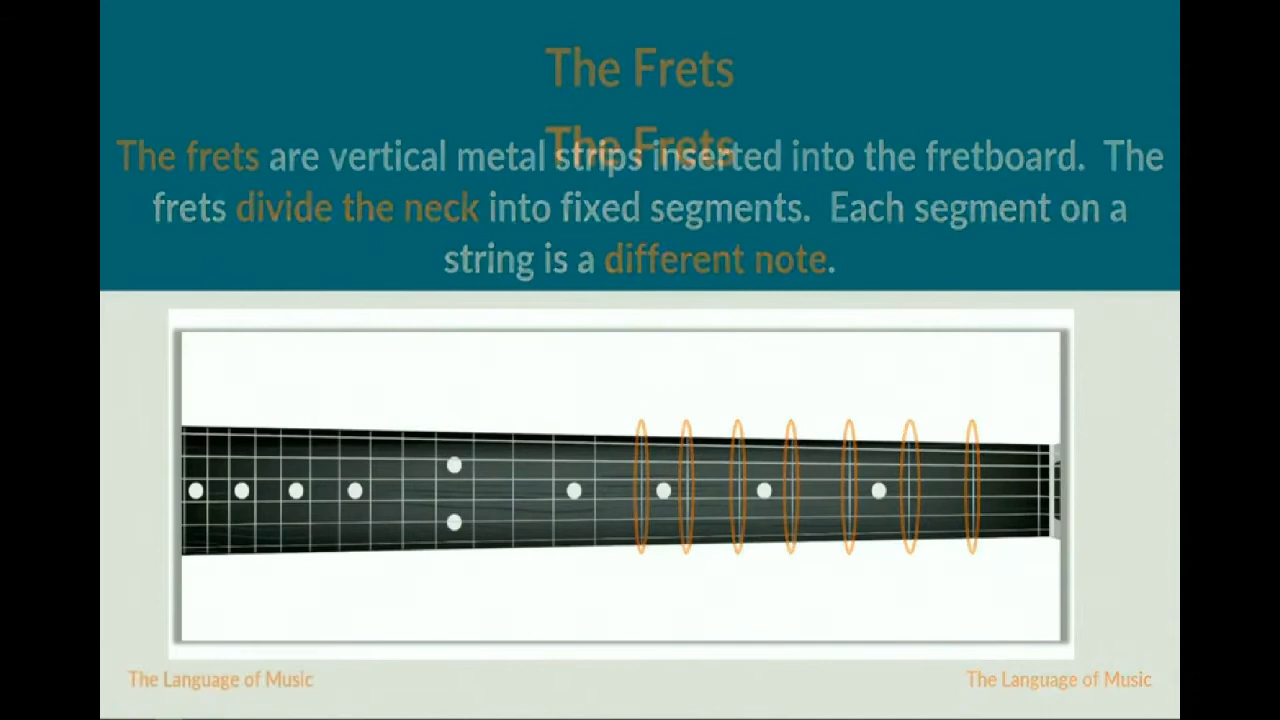 The Frets
The Frets
The frets are vertical metal strips inserted into the fretboard. The
frets divide the neck into fixed segments. Each segment on a
string is a different note.
The Language of Music
The Language of Music